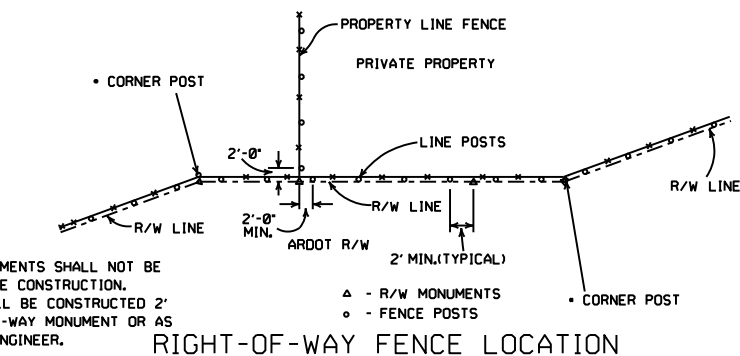 PROPERTY LINE FENCE
PRIVATE PROPERTY
• CORNER POST
2'-0"
LINE POSTS
R/W LINE
R/W LINE
2'-0"
MIN.
R/W LINE
ARDOT R/W
2' MIN.(TYPICAL)
MENTS SHALL NOT BE
E CONSTRUCTION.
LL BE CONSTRUCTED 2'
-WAY MONUMENT OR AS
NGINEER.
△ - R/W MONUMENTS
○ - FENCE POSTS
• CORNER POST
RIGHT-OF-WAY FENCE LOCATION